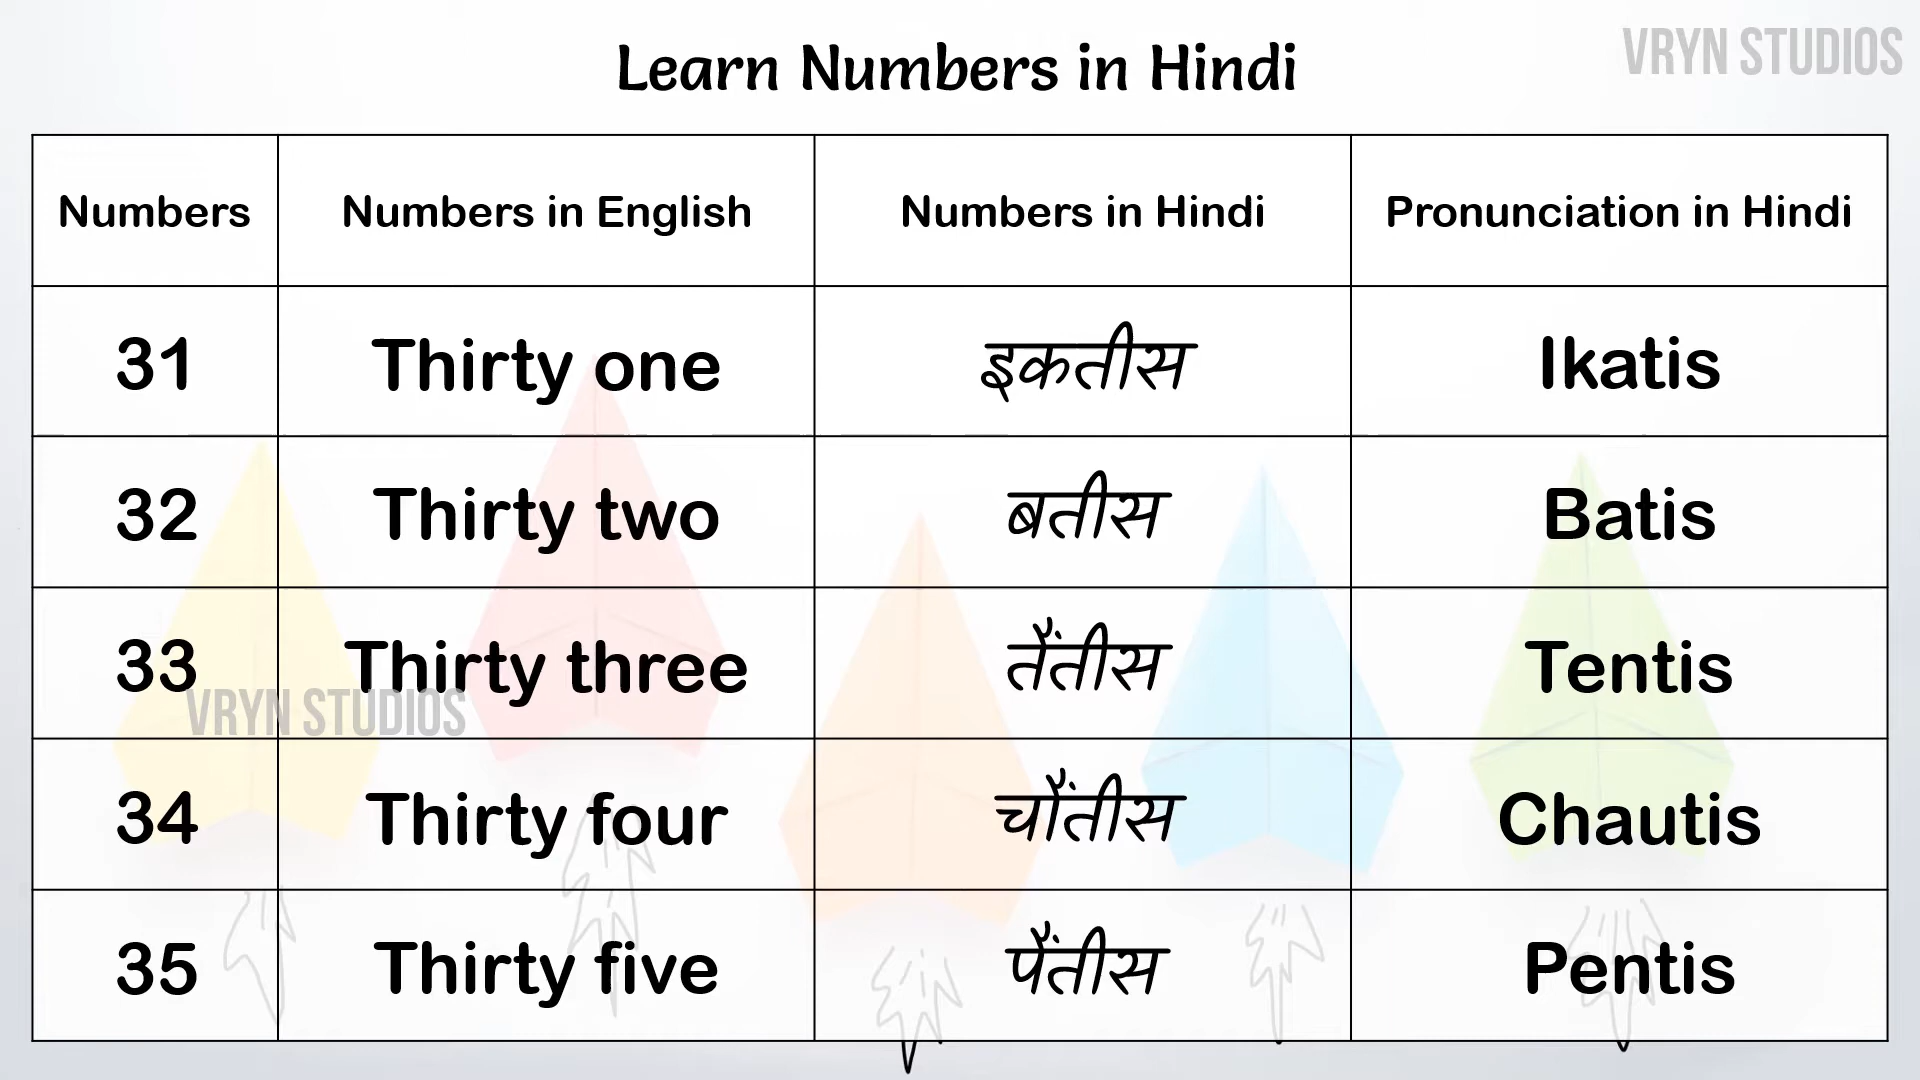 Learn Numbers in Hindi
VRYN STUDIOS
Numbers Numbers in English Numbers in Hindi Pronunciation in Hindi
31 Thirty one इकतीस Ikatis
32 Thirty two बतीस Batis
33 Thirty three तैंतीस Tentis
VRYN STUDIOS
34 Thirty four चौंतीस Chautis
35 Thirty five पैंतीस Pentis